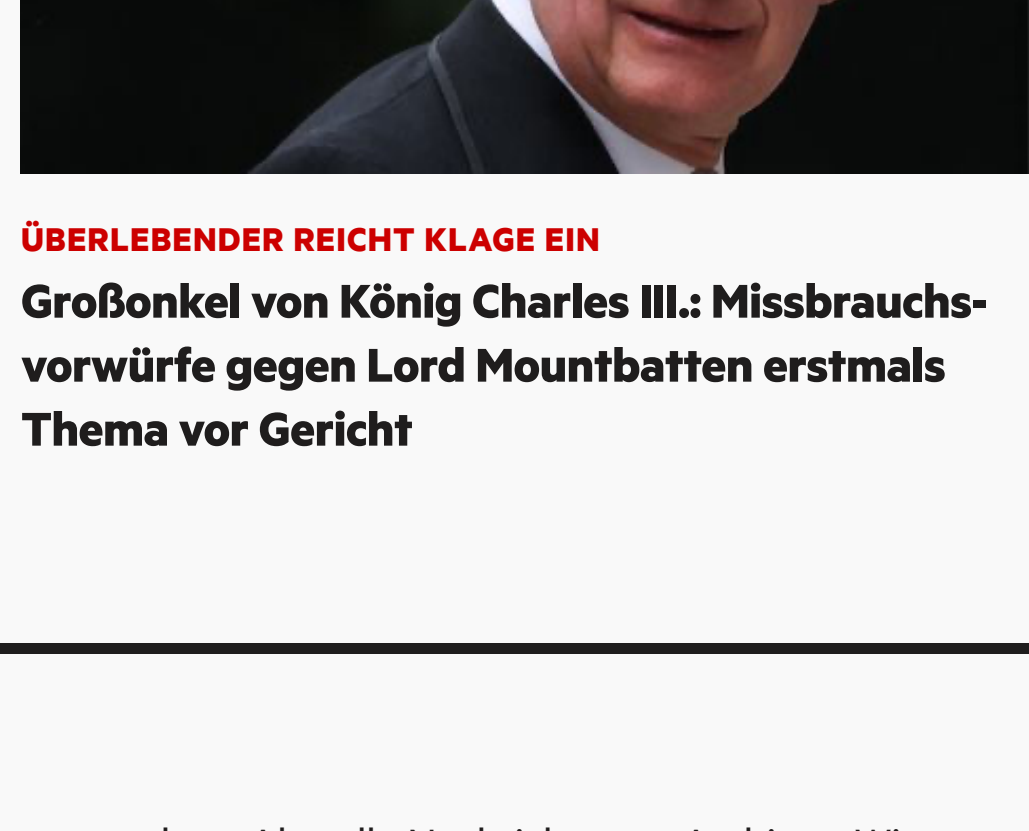 ÜBERLEBENDER REICHT KLAGE EIN
Großonkel von König Charles III.: Missbrauchs-
vorwürfe gegen Lord Mountbatten erstmals
Thema vor Gericht